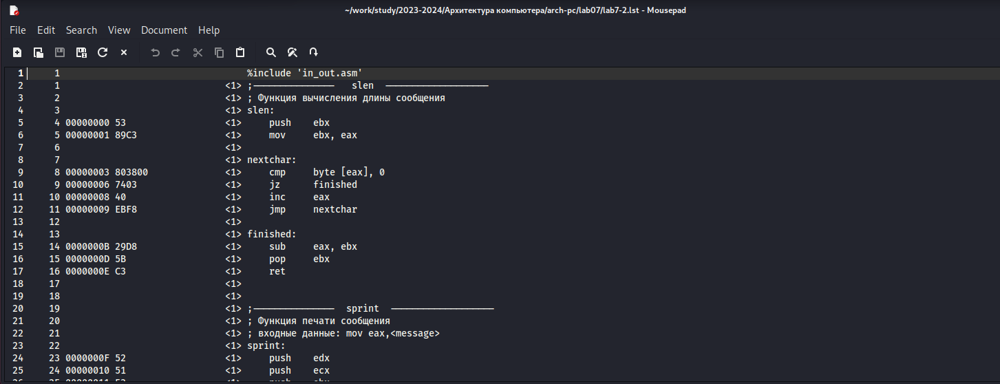 ~/work/study/2023-2024/Архитектура компьютера/arch-pc/lab07/lab7-2.lst - Mousepad
File Edit Search View Document Help
1 1 %include 'in_out.asm'
2 1 <1> ;--------------- slen -------------------
3 2 <1> ; Функция вычисления длины сообщения
4 3 <1> slen:
5 4 00000000 53 <1> push ebx
6 5 00000001 89C3 <1> mov ebx, eax
7 6 <1>
8 7 <1> nextchar:
9 8 00000003 803800 <1> cmp byte [eax], 0
10 9 00000006 7403 <1> jz finished
11 10 00000008 40 <1> inc eax
12 11 00000009 EBF8 <1> jmp nextchar
13 12 <1>
14 13 <1> finished:
15 14 0000000B 29D8 <1> sub eax, ebx
16 15 0000000D 5B <1> pop ebx
17 16 0000000E C3 <1> ret
18 17 <1>
19 18 <1>
20 19 <1> ;--------------- sprint -------------------
21 20 <1> ; Функция печати сообщения
22 21 <1> ; входные данные: mov eax,<message>
23 22 <1> sprint:
24 23 0000000F 52 <1> push edx
25 24 00000010 51 <1> push ecx